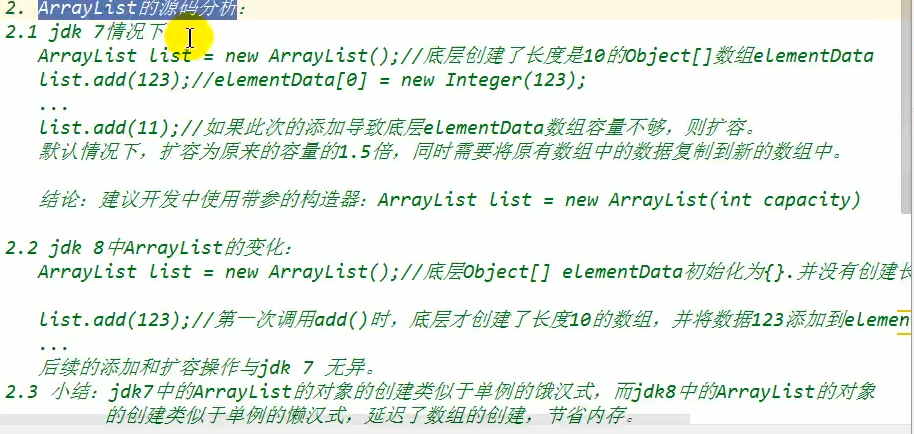 2. ArrayList的源码分析：
2.1 jdk 7情况下
ArrayList list = new ArrayList();//底层创建了长度是10的Object[]数组elementData
list.add(123);//elementData[0] = new Integer(123);
...
list.add(11);//如果此次的添加导致底层elementData数组容量不够，则扩容。
默认情况下，扩容为原来的容量的1.5倍，同时需要将原有数组中的数据复制到新的数组中。
结论：建议开发中使用带参的构造器：ArrayList list = new ArrayList(int capacity)
2.2 jdk 8中ArrayList的变化：
ArrayList list = new ArrayList();//底层Object[] elementData初始化为{}.并没有创建长
list.add(123);//第一次调用add()时，底层才创建了长度10的数组，并将数据123添加到elemen
...
后续的添加和扩容操作与jdk 7 无异。
2.3 小结：jdk7中的ArrayList的对象的创建类似于单例的饿汉式，而jdk8中的ArrayList的对象
的创建类似于单例的懒汉式，延迟了数组的创建，节省内存。